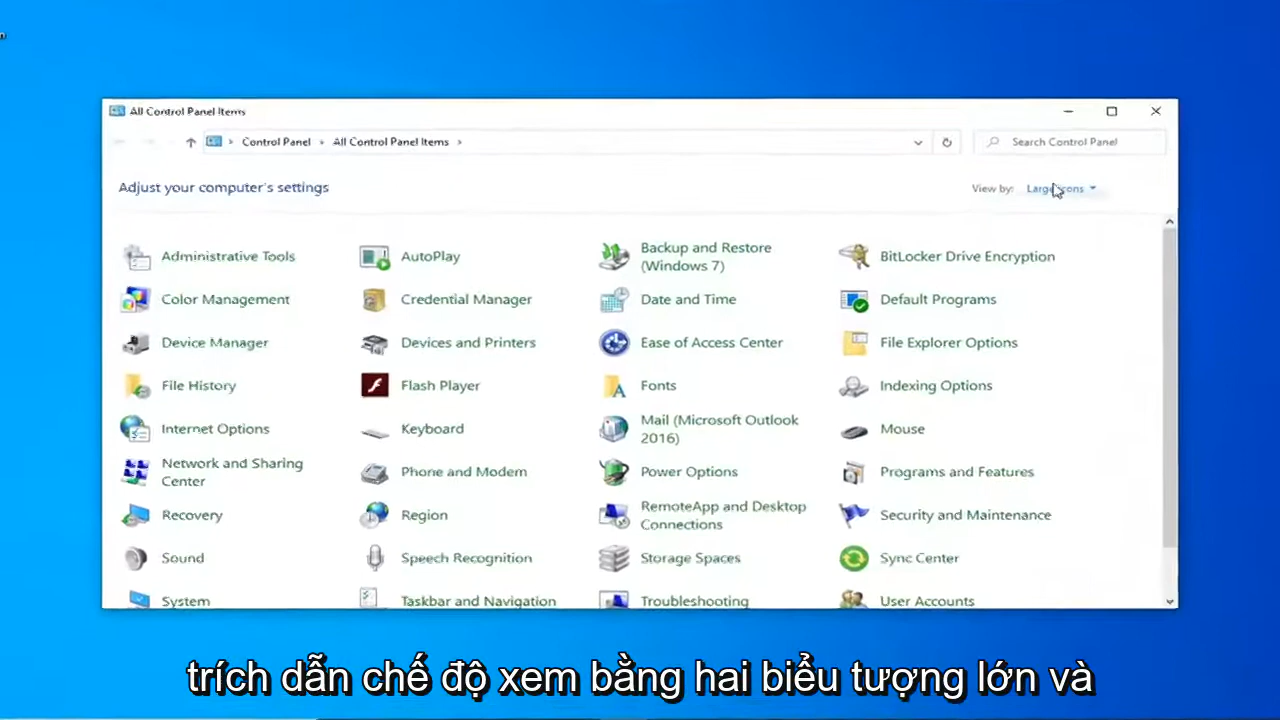 n
All Control Panel Items
Control Panel
All Control Panel Items
Search Control Panel
Adjust your computer's settings
View by:
Large icons
Administrative Tools
AutoPlay
Backup and Restore
(Windows 7)
BitLocker Drive Encryption
Color Management
Credential Manager
Date and Time
Default Programs
Device Manager
Devices and Printers
Ease of Access Center
File Explorer Options
File History
Flash Player
Fonts
Indexing Options
Internet Options
Keyboard
Mail (Microsoft Outlook
2016)
Mouse
Network and Sharing
Center
Phone and Modem
Power Options
Programs and Features
Recovery
Region
RemoteApp and Desktop
Connections
Security and Maintenance
Sound
Speech Recognition
Storage Spaces
Sync Center
System
Taskbar and Navigation
Troubleshooting
User Accounts
trích dẫn chế độ xem bằng hai biểu tượng lớn và